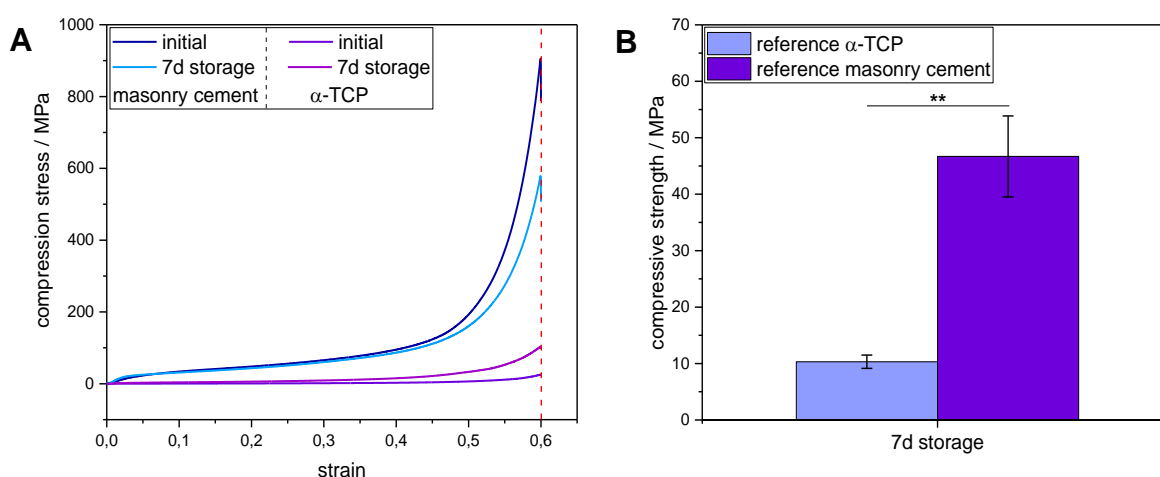 A
compression stress / MPa
1000
800
600
400
200
0
initial
initial
7d storage
7d storage
masonry cement
α-TCP
0,0 0,1 0,2 0,3 0,4 0,5 0,6
strain
B
compressive strength / MPa
70
60
50
40
30
20
10
0
reference α-TCP
reference masonry cement
**
7d storage